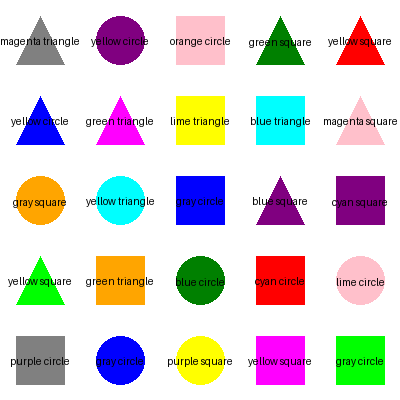 magenta triangle yellow circle orange circle green square yellow square
yellow circle green triangle lime triangle blue triangle magenta square
gray square yellow triangle gray circle blue square cyan square
yellow square green triangle blue circle cyan circle lime circle
purple circle gray circle purple square yellow square gray circle